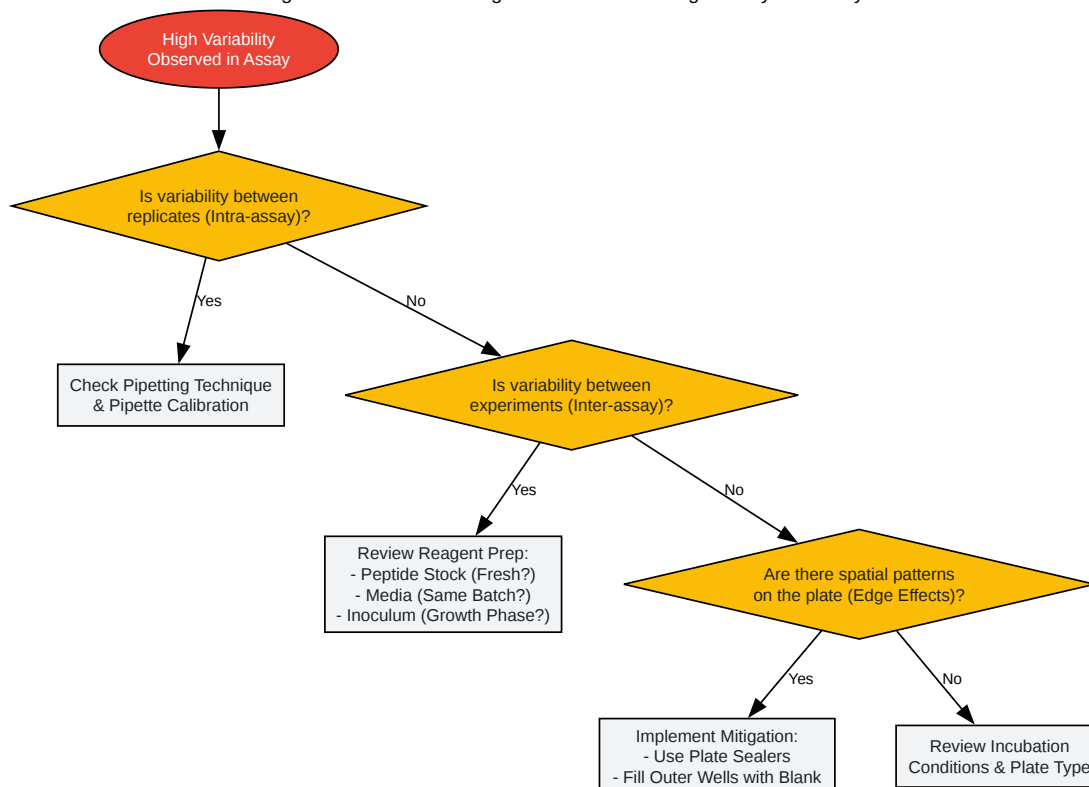 High Variability
Observed in Assay
Is variability between
replicates (Intra-assay)?
Yes
No
Check Pipetting Technique
& Pipette Calibration
Is variability between
experiments (Inter-assay)?
Yes
No
Review Reagent Prep:
- Peptide Stock (Fresh?)
- Media (Same Batch?)
- Inoculum (Growth Phase?)
Are there spatial patterns
on the plate (Edge Effects)?
Yes
No
Implement Mitigation:
- Use Plate Sealers
- Fill Outer Wells with Blank
Review Incubation
Conditions & Plate Type